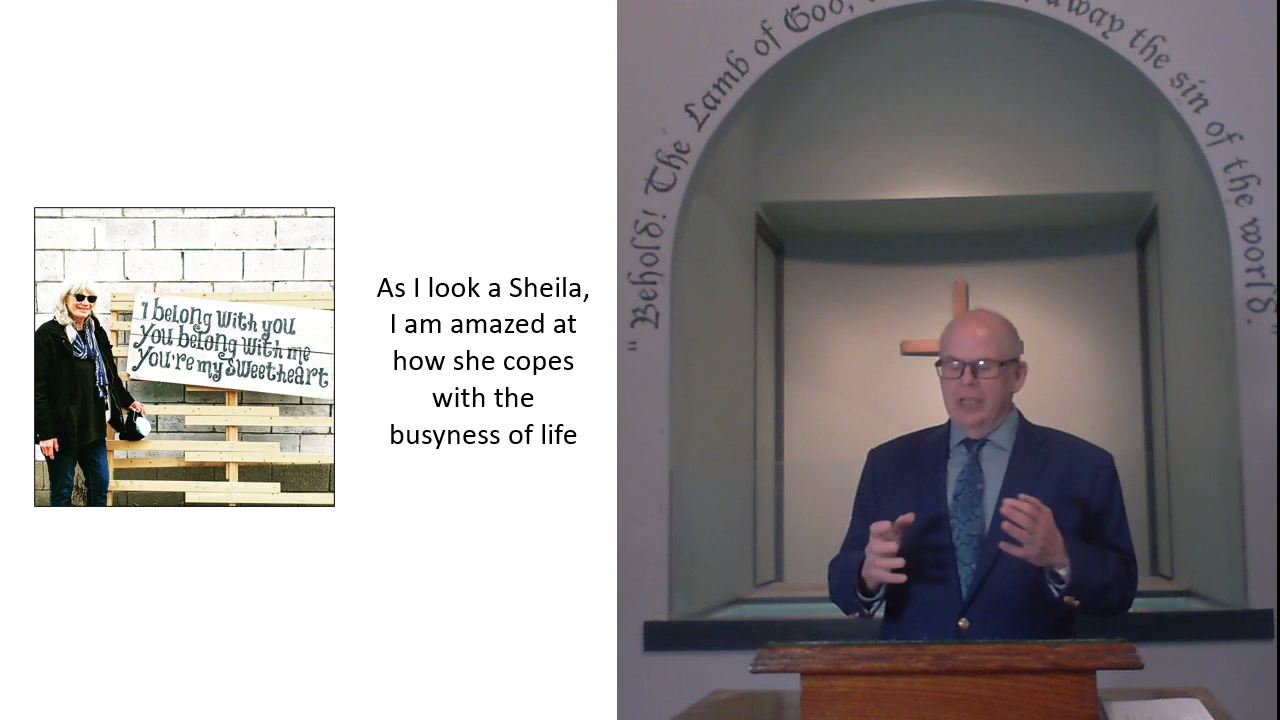 I belong with you
you belong with me
you're my sweetheart
As I look a Sheila,
I am amazed at
how she copes
with the
busyness of life
"Behold! The Lamb of God, away the sin of the world."